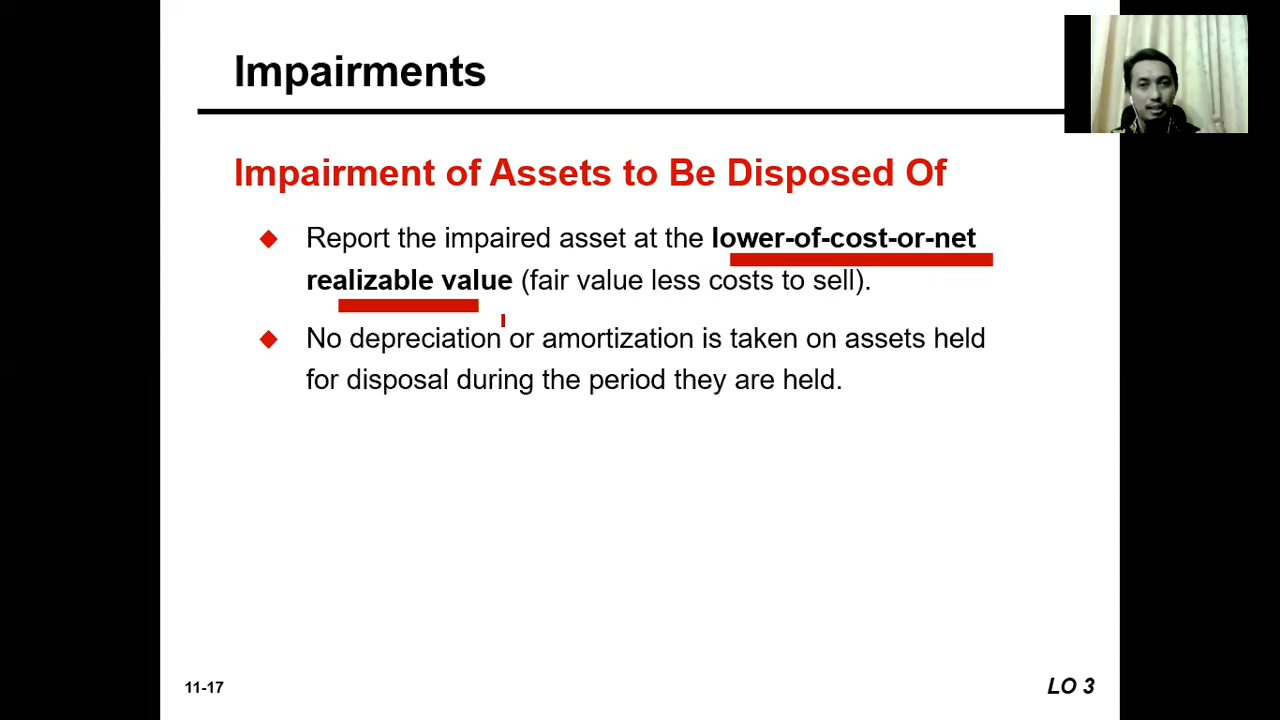 Impairments
Impairment of Assets to Be Disposed Of
Report the impaired asset at the lower-of-cost-or-net
realizable value (fair value less costs to sell).
No depreciation or amortization is taken on assets held
for disposal during the period they are held.
11-17
LO 3